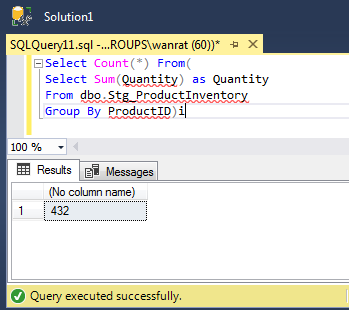 Solution1
SQLQuery11.sql -...ROUPS\wanrat (60))*
Select Count(*) From(
Select Sum(Quantity) as Quantity
From dbo.Stg_ProductInventory
Group By ProductID)i
100 %
Results
Messages
(No column name)
1 432
Query executed successfully.